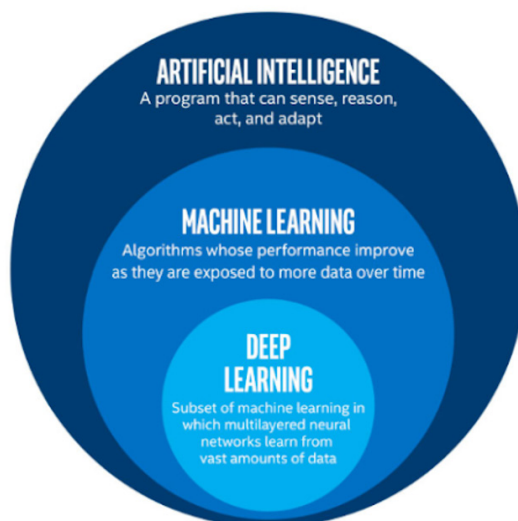 ARTIFICIAL INTELLIGENCE
A program that can sense, reason,
act, and adapt
MACHINE LEARNING
Algorithms whose performance improve
as they are exposed to more data over time
DEEP
LEARNING
Subset of machine learning in
which multilayered neural
networks learn from
vast amounts of data